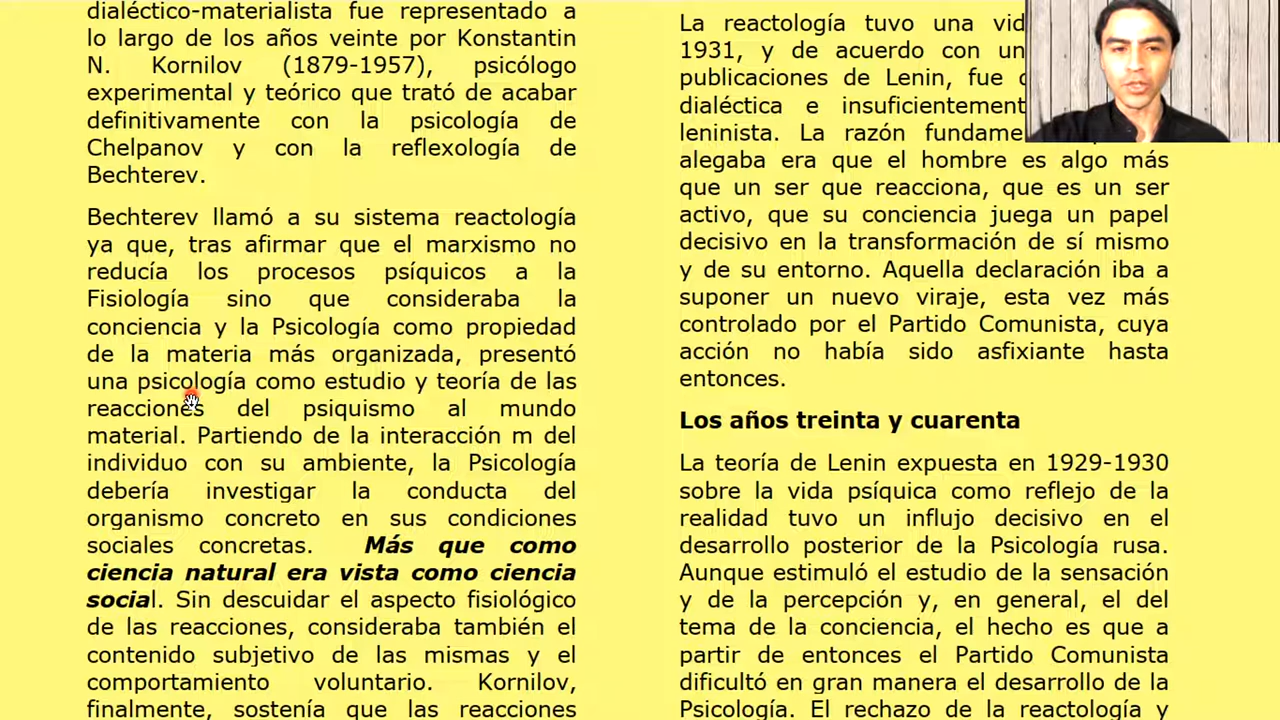 dialéctico-materialista fue representado a
lo largo de los años veinte por Konstantin
N. Kornilov (1879-1957), psicólogo
experimental y teórico que trató de acabar
definitivamente con la psicología de
Chelpanov y con la reflexología de
Bechterev.
Bechterev llamó a su sistema reactología
ya que, tras afirmar que el marxismo no
reducía los procesos psíquicos a la
Fisiología sino que consideraba la
conciencia y la Psicología como propiedad
de la materia más organizada, presentó
una psicología como estudio y teoría de las
reacciones del psiquismo al mundo
material. Partiendo de la interacción m del
individuo con su ambiente, la Psicología
debería investigar la conducta del
organismo concreto en sus condiciones
sociales concretas. Más que como
ciencia natural era vista como ciencia
social. Sin descuidar el aspecto fisiológico
de las reacciones, consideraba también el
contenido subjetivo de las mismas y el
comportamiento voluntario. Kornilov,
finalmente, sostenía que las reacciones
La reactología tuvo una
1931, y de acuerdo con
publicaciones de Lenin, fue
dialéctica e
leninista. La razón
alegaba era que el hombre es algo más
que un ser que reacciona, que es un ser
activo, que su conciencia juega un papel
decisivo en la transformación de sí mismo
y de su entorno. Aquella declaración iba a
suponer un nuevo viraje, esta vez más
controlado por el Partido Comunista, cuya
acción no había sido asfixiante hasta
entonces.
Los años treinta y cuarenta
La teoría de Lenin expuesta en 1929-1930
sobre la vida psíquica como reflejo de la
realidad tuvo un influjo decisivo en el
desarrollo posterior de la Psicología rusa.
Aunque estimuló el estudio de la sensación
y de la percepción y, en general, el del
tema de la conciencia, el hecho es que a
partir de entonces el Partido Comunista
dificultó en gran manera el desarrollo de la
Psicología. El rechazo de la reactología y